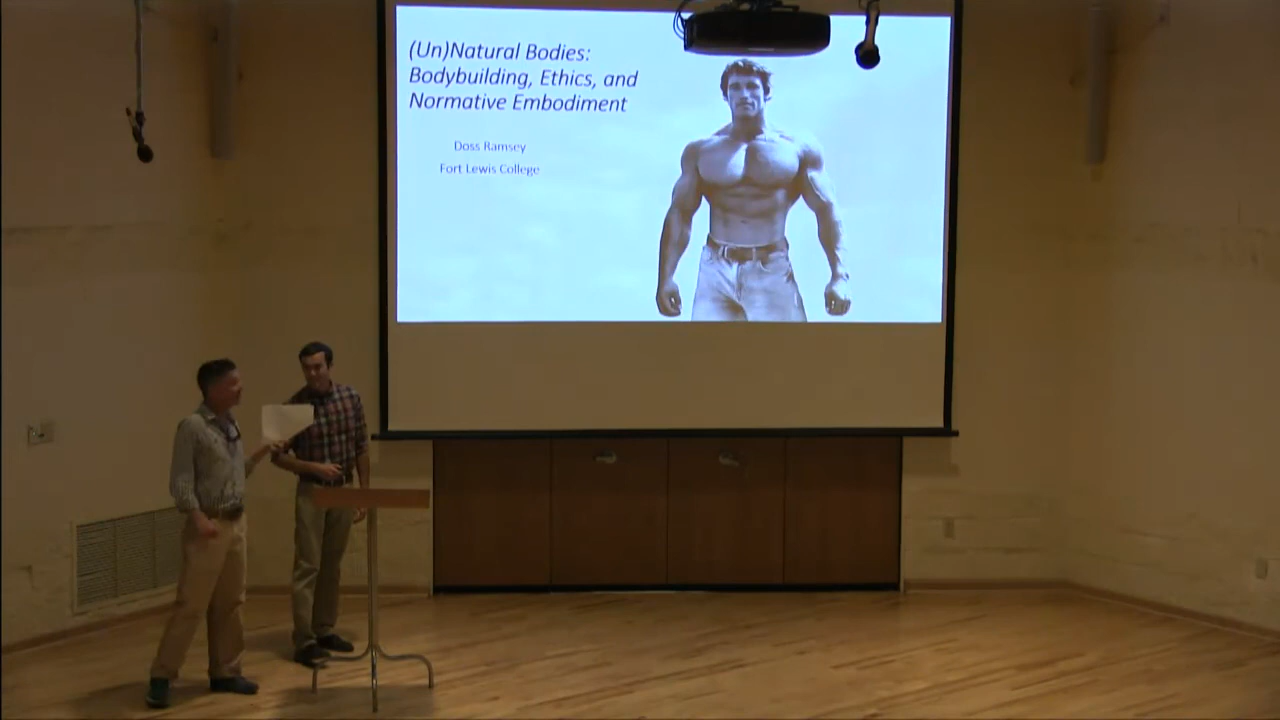 (Un)Natural Bodies:
Bodybuilding, Ethics, and
Normative Embodiment
Doss Ramsey
Fort Lewis College